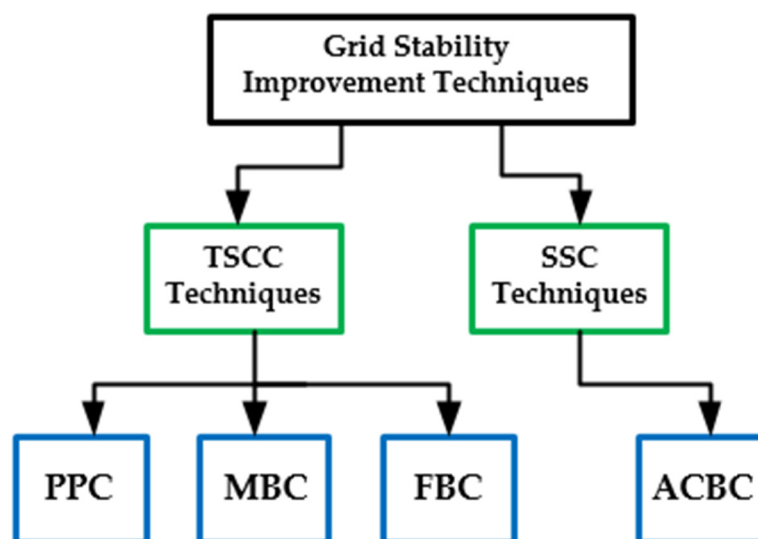 Grid Stability
Improvement Techniques
TSCC
Techniques
SSC
Techniques
PPC
MBC
FBC
ACBC